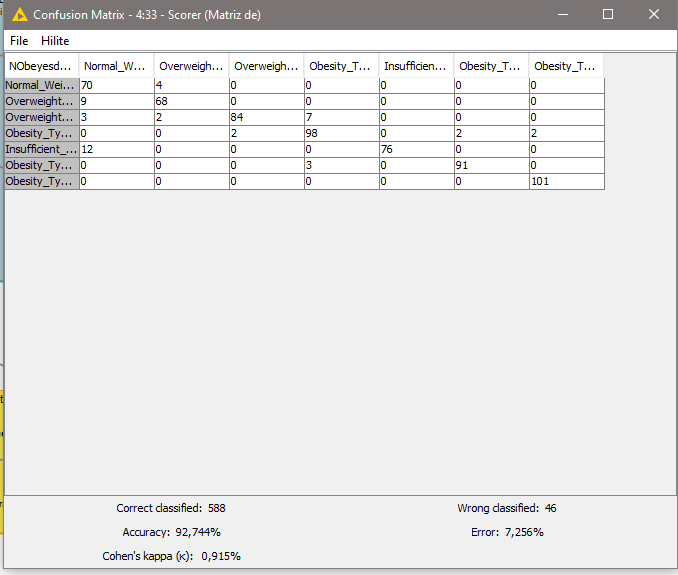 Confusion Matrix - 4:33 - Scorer (Matriz de)
File Hilite
NObeyesd... Normal_W... Overweigh... Overweigh... Obesity_T... Insufficien... Obesity_T... Obesity_T...
Normal_Wei... 70 4 0 0 0 0 0
Overweight... 9 68 0 0 0 0 0
Overweight... 3 2 84 7 0 0 0
Obesity_Ty... 0 0 2 98 0 2 2
Insufficient_... 12 0 0 0 76 0 0
Obesity_Ty... 0 0 0 3 0 91 0
Obesity_Ty... 0 0 0 0 0 0 101
Correct classified: 588 Wrong classified: 46
Accuracy: 92,744% Error: 7,256%
Cohen's kappa (κ): 0,915%